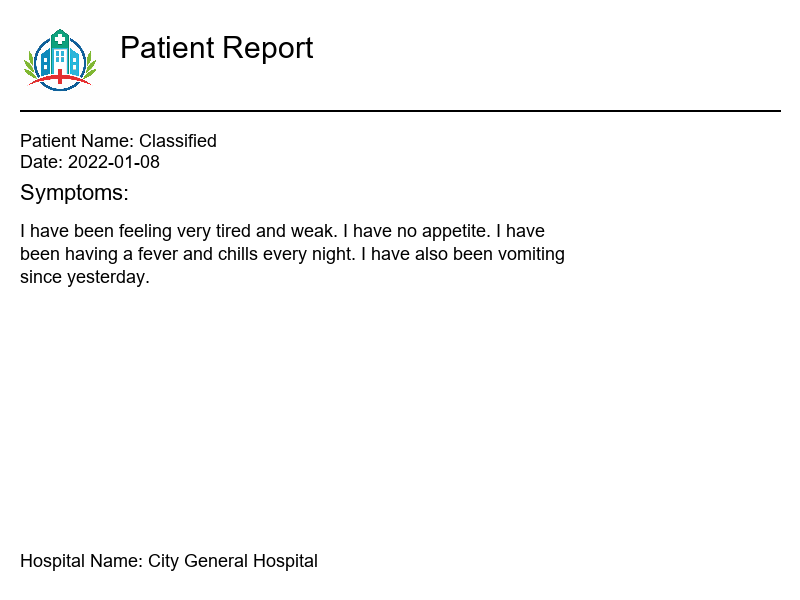 Patient Report
Patient Name: Classified
Date: 2022-01-08
Symptoms:
I have been feeling very tired and weak. I have no appetite. I have
been having a fever and chills every night. I have also been vomiting
since yesterday.
Hospital Name: City General Hospital